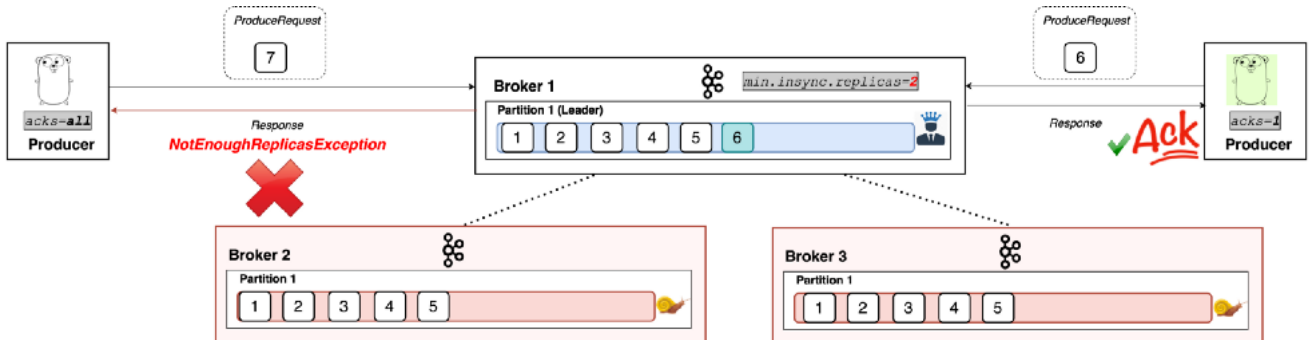 ProduceRequest
7
acks-all
Producer
Response
NotEnoughReplicasException
Broker 1
min.insync.replicas=2
Partition 1 (Leader)
1 2 3 4 5 6
ProduceRequest
6
Response
Ack
acks-1
Producer
Broker 2
Partition 1
1 2 3 4 5
Broker 3
Partition 1
1 2 3 4 5